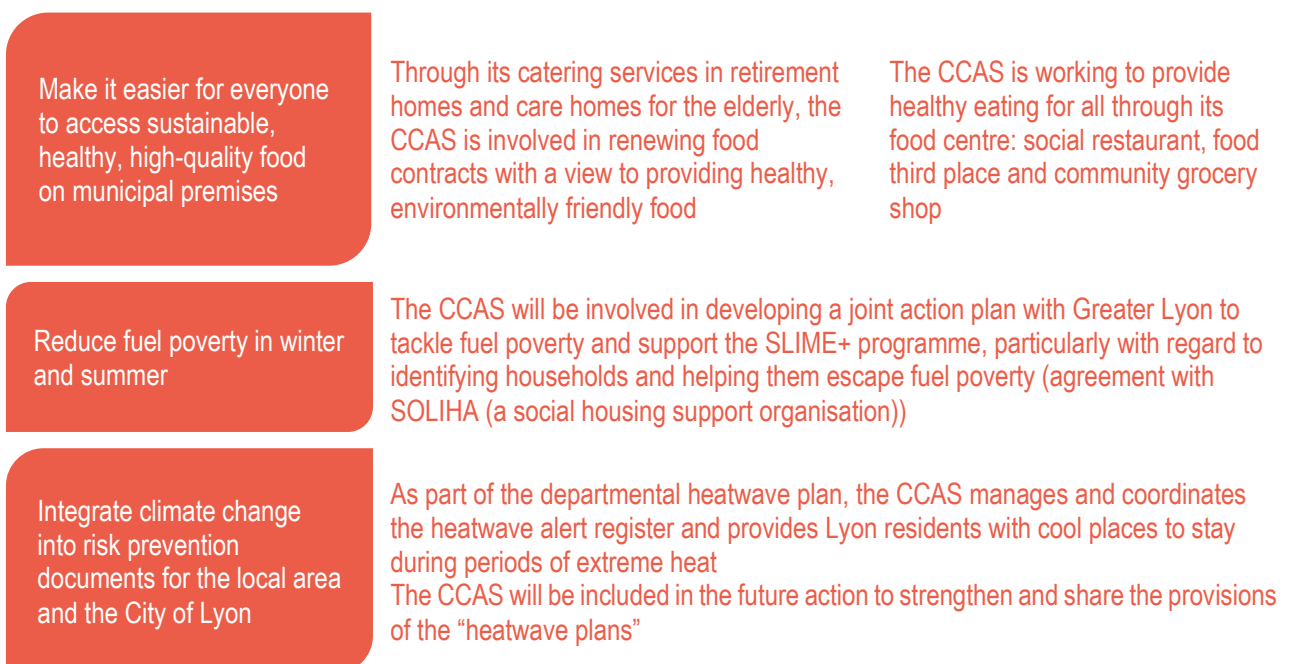 Make it easier for everyone
to access sustainable,
healthy, high-quality food
on municipal premises
Through its catering services in retirement
homes and care homes for the elderly, the
CCAS is involved in renewing food
contracts with a view to providing healthy,
environmentally friendly food
The CCAS is working to provide
healthy eating for all through its
food centre: social restaurant, food
third place and community grocery
shop
Reduce fuel poverty in winter
and summer
The CCAS will be involved in developing a joint action plan with Greater Lyon to
tackle fuel poverty and support the SLIME+ programme, particularly with regard to
identifying households and helping them escape fuel poverty (agreement with
SOLIHA (a social housing support organisation))
Integrate climate change
into risk prevention
documents for the local area
and the City of Lyon
As part of the departmental heatwave plan, the CCAS manages and coordinates
the heatwave alert register and provides Lyon residents with cool places to stay
during periods of extreme heat
The CCAS will be included in the future action to strengthen and share the provisions
of the “heatwave plans”